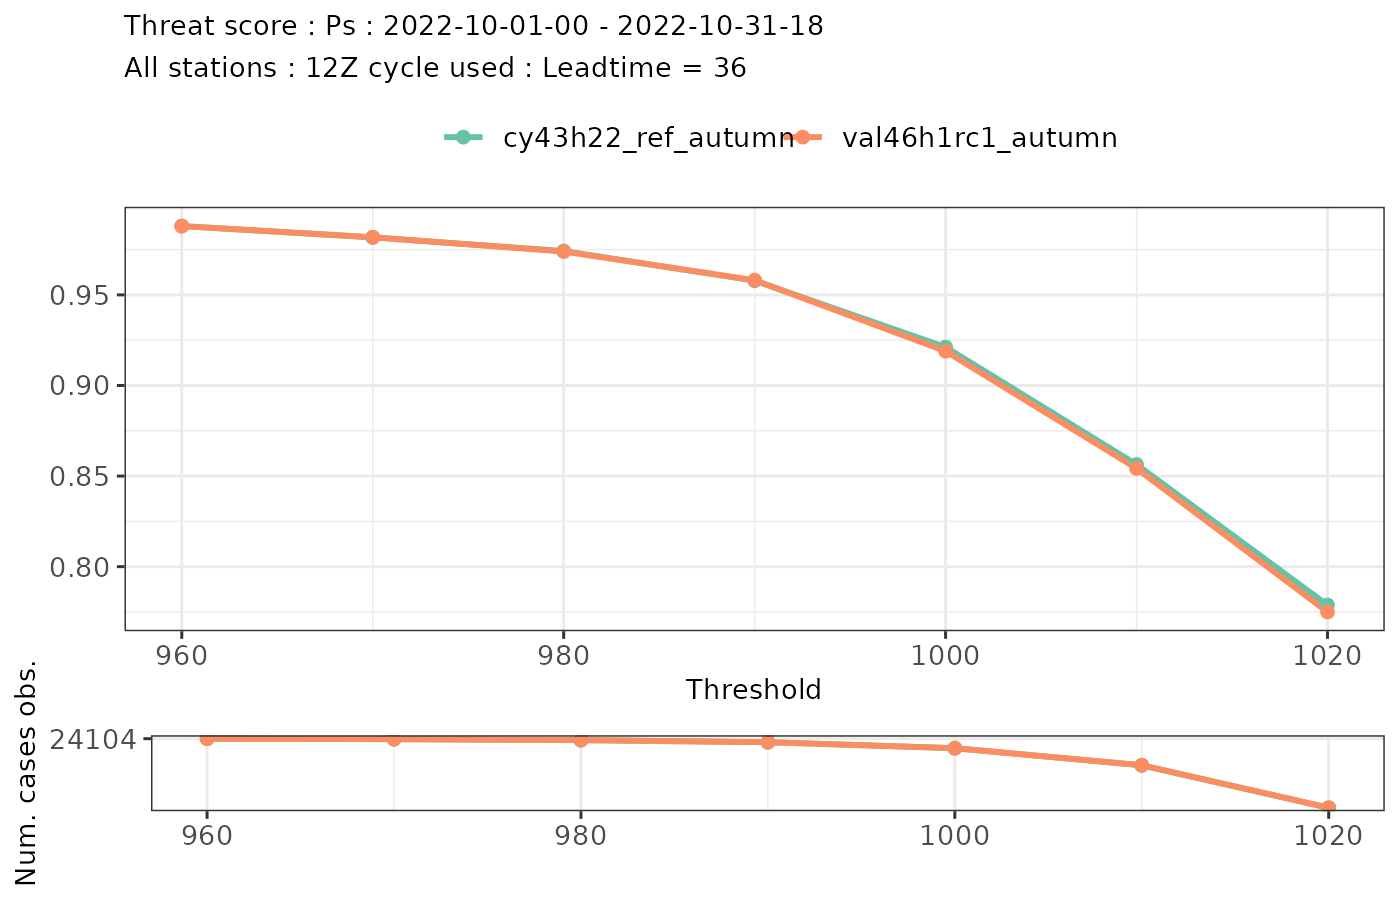 Threat score : Ps : 2022-10-01-00 - 2022-10-31-18
All stations : 12Z cycle used : Leadtime = 36
cy43h22_ref_autumn val46h1rc1_autumn
0.95
0.90
0.85
0.80
960 980 1000 1020
Threshold
Num. cases obs.
24104
960 980 1000 1020